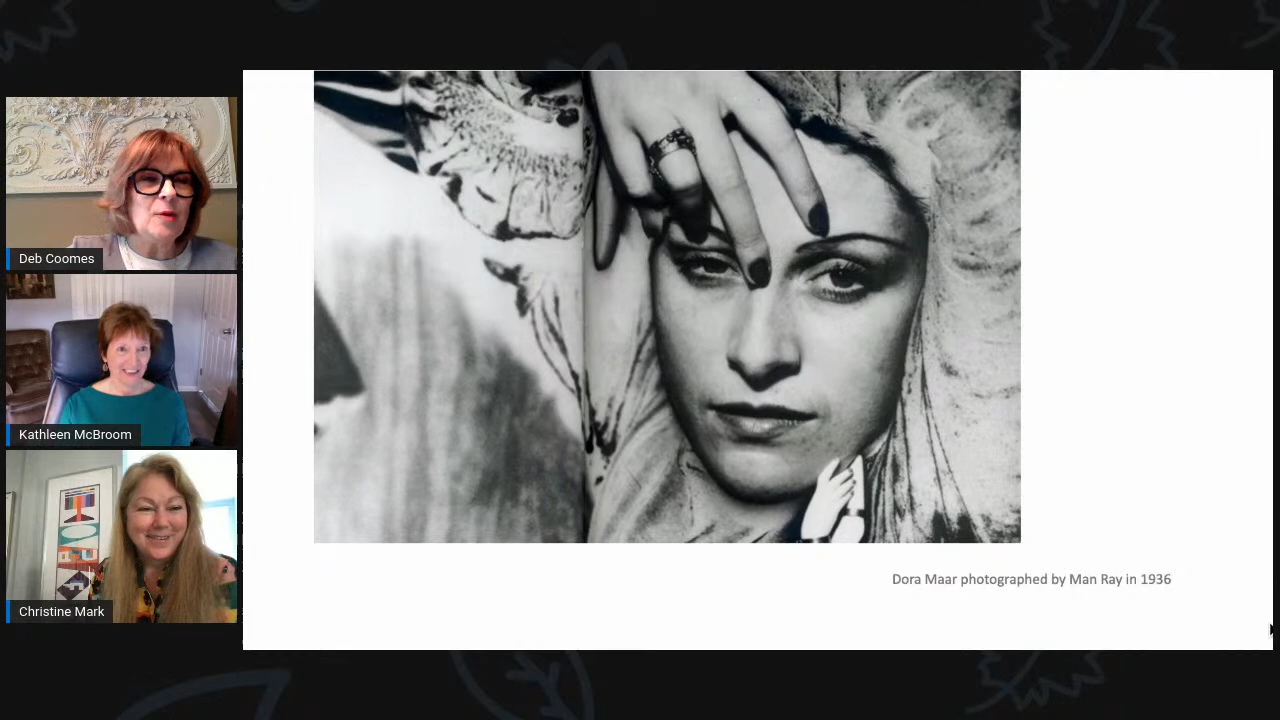 Deb Coomes
Kathleen McBroom
Christine Mark
Dora Maar photographed by Man Ray in 1936